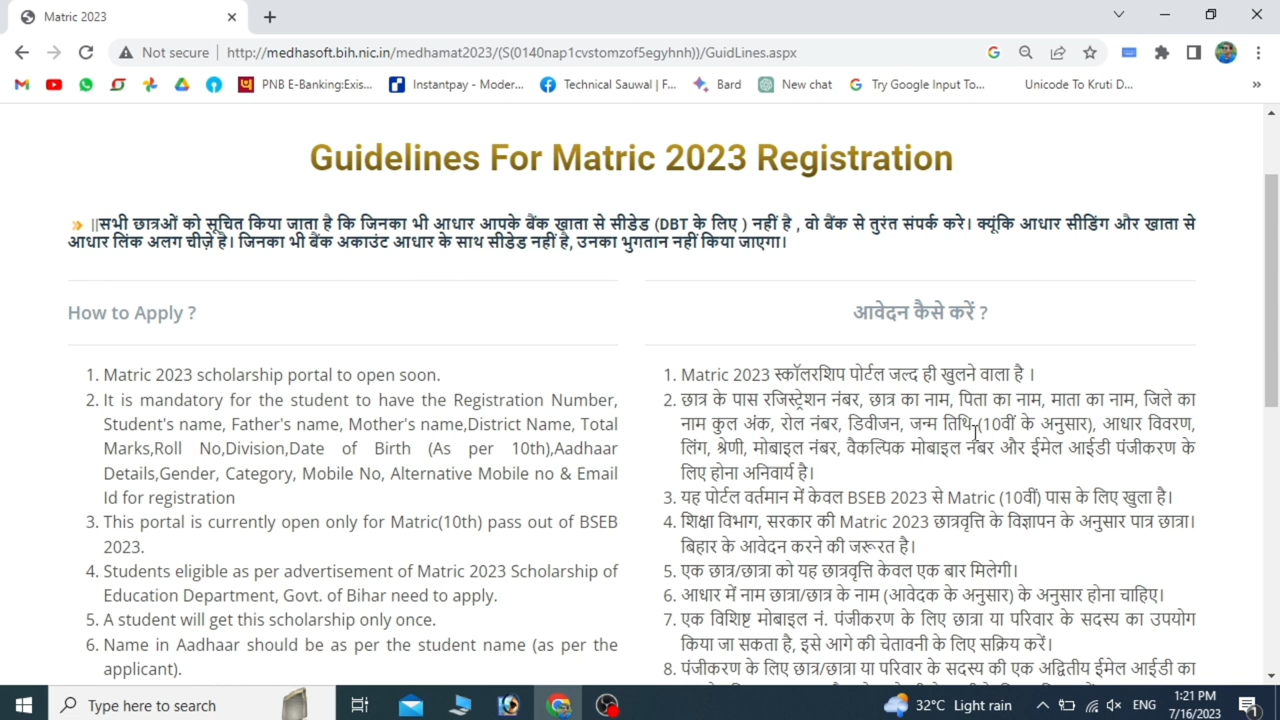 Matric 2023
Not secure
http://medhasoft.bih.nic.in/medhamat2023/(S(0140nap1cvstomzof5egyhnh))/GuidLines.aspx
PNB E-Banking:Exis...
Instantpay - Moder...
Technical Sauwal | F...
Bard
New chat
Try Google Input To...
Unicode To Kruti D...
Guidelines For Matric 2023 Registration
||सभी छात्रओं को सूचित किया जाता है कि जिनका भी आधार आपके बैंक खाता से सीडेड (DBT के लिए ) नहीं है , वो बैंक से तुरंत संपर्क करे। क्यूंकि आधार सीडिंग और खाता से
आधार लिंक अलग चीज़े है। जिनका भी बैंक अकाउंट आधार के साथ सीडेड नहीं है, उनका भुगतान नहीं किया जाएगा।
How to Apply ?
1. Matric 2023 scholarship portal to open soon.
2. It is mandatory for the student to have the Registration Number,
Student's name, Father's name, Mother's name,District Name, Total
Marks,Roll No,Division,Date of Birth (As per 10th),Aadhaar
Details,Gender, Category, Mobile No, Alternative Mobile no & Email
Id for registration
3. This portal is currently open only for Matric(10th) pass out of BSEB
2023.
4. Students eligible as per advertisement of Matric 2023 Scholarship of
Education Department, Govt. of Bihar need to apply.
5. A student will get this scholarship only once.
6. Name in Aadhaar should be as per the student name (as per the
applicant).
आवेदन कैसे करें ?
1. Matric 2023 स्कॉलरशिप पोर्टल जल्द ही खुलने वाला है ।
2. छात्र के पास रजिस्ट्रेशन नंबर, छात्र का नाम, पिता का नाम, माता का नाम, जिले का
नाम कुल अंक, रोल नंबर, डिवीजन, जन्म तिथि (10वीं के अनुसार), आधार विवरण,
लिंग, श्रेणी, मोबाइल नंबर, वैकल्पिक मोबाइल नंबर और ईमेल आईडी पंजीकरण के
लिए होना अनिवार्य है।
3. यह पोर्टल वर्तमान में केवल BSEB 2023 से Matric (10वीं) पास के लिए खुला है।
4. शिक्षा विभाग, सरकार की Matric 2023 छात्रवृत्ति के विज्ञापन के अनुसार पात्र छात्रा।
बिहार के आवेदन करने की जरूरत है।
5. एक छात्र/छात्रा को यह छात्रवृत्ति केवल एक बार मिलेगी।
6. आधार में नाम छात्रा/छात्र के नाम (आवेदक के अनुसार) के अनुसार होना चाहिए।
7. एक विशिष्ट मोबाइल नं. पंजीकरण के लिए छात्रा या परिवार के सदस्य का उपयोग
किया जा सकता है, इसे आगे की चेतावनी के लिए सक्रिय करें।
8. पंजीकरण के लिए छात्र/छात्रा या परिवार के सदस्य की एक अद्वितीय ईमेल आईडी का
Type here to search
32°C Light rain
ENG
1:21 PM
7/16/2023
1